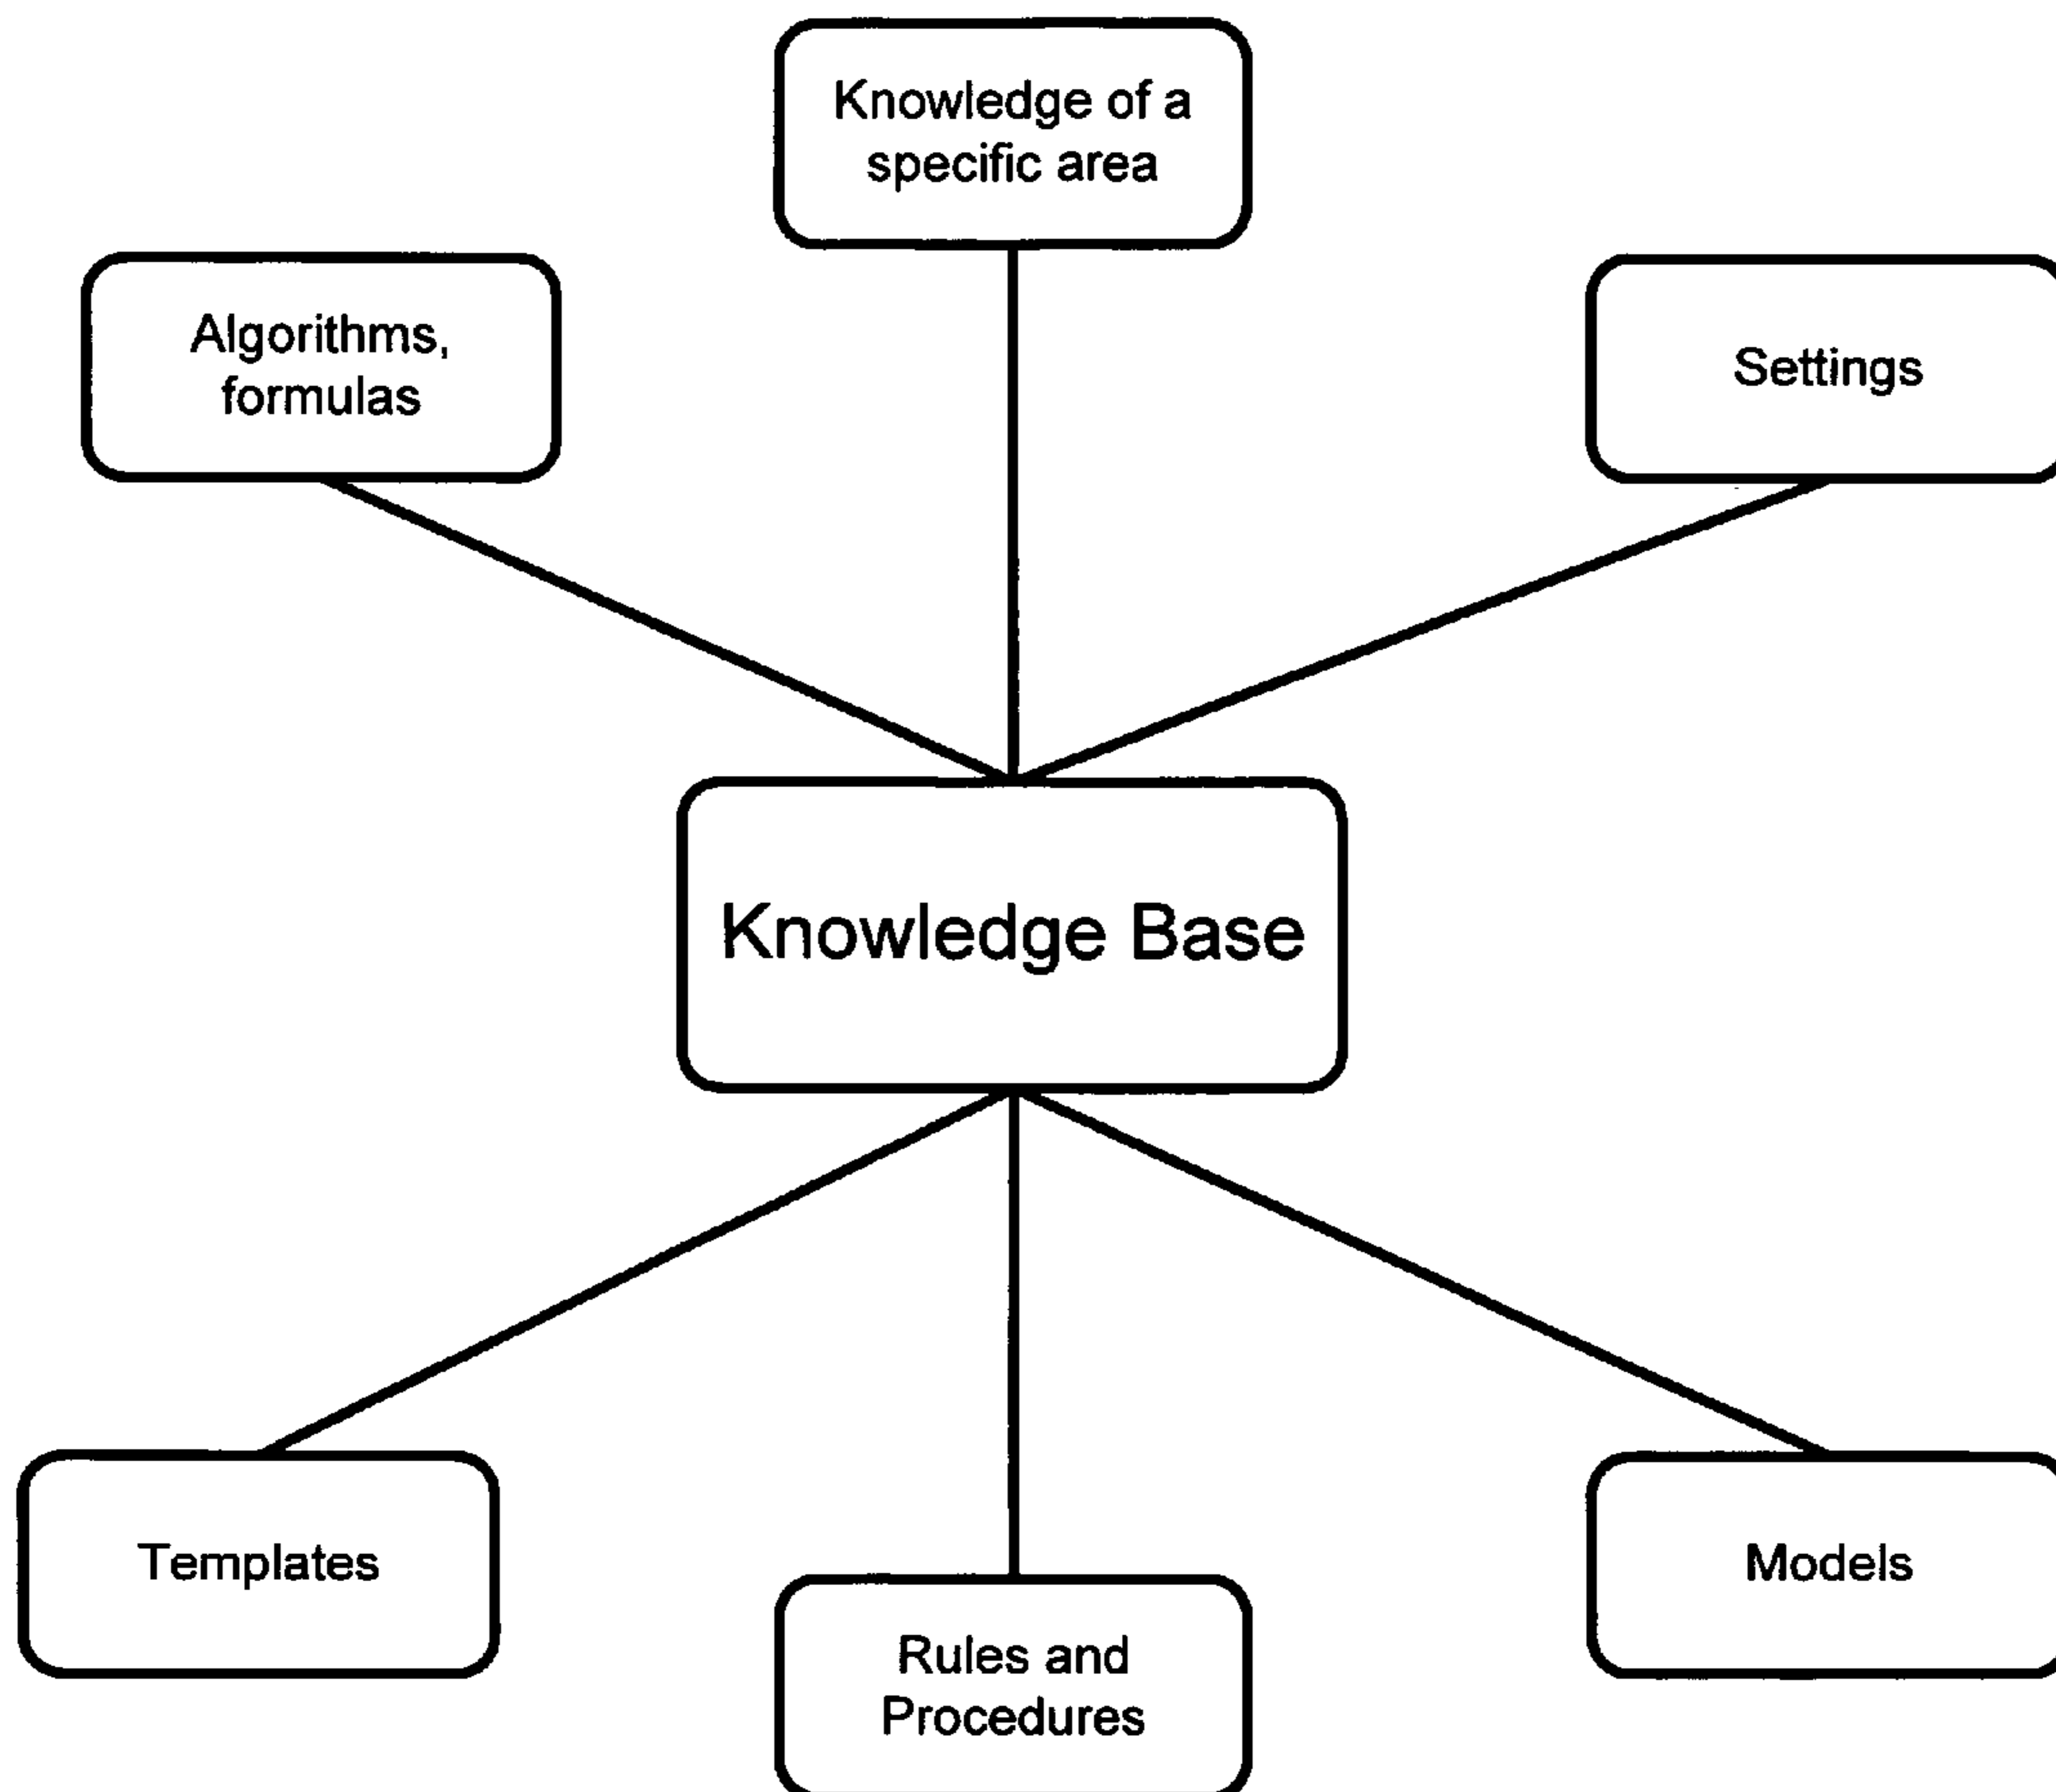 Knowledge of a
specific area
Algorithms,
formulas
Settings
Knowledge Base
Templates
Models
Rules and
Procedures